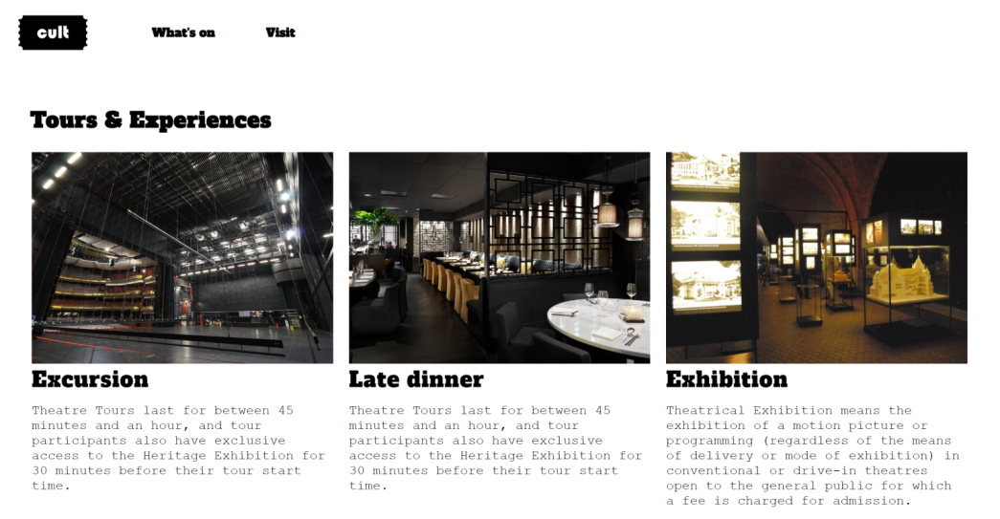 cult
What's on
Visit
Tours & Experiences
Excursion
Theatre Tours last for between 45
minutes and an hour, and tour
participants also have exclusive
access to the Heritage Exhibition for
30 minutes before their tour start
time.
Late dinner
Theatre Tours last for between 45
minutes and an hour, and tour
participants also have exclusive
access to the Heritage Exhibition for
30 minutes before their tour start
time.
Exhibition
Theatrical Exhibition means the
exhibition of a motion picture or
programming (regardless of the means
of delivery or mode of exhibition) in
conventional or drive-in theatres
open to the general public for which
a fee is charged for admission.